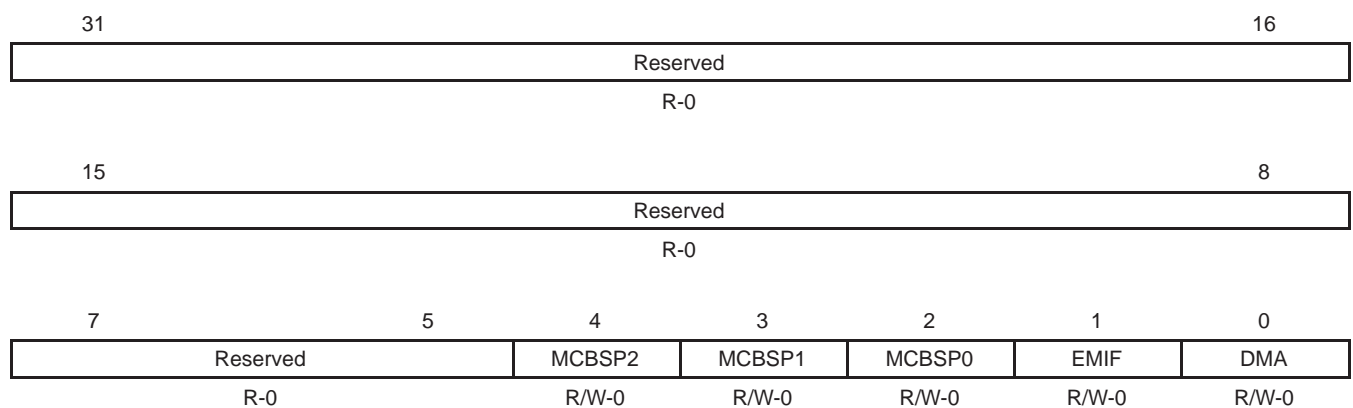 31 16
Reserved
R-0
15 8
Reserved
R-0
7 5 4 3 2 1 0
Reserved MCBSP2 MCBSP1 MCBSP0 EMIF DMA
R-0 R/W-0 R/W-0 R/W-0 R/W-0 R/W-0